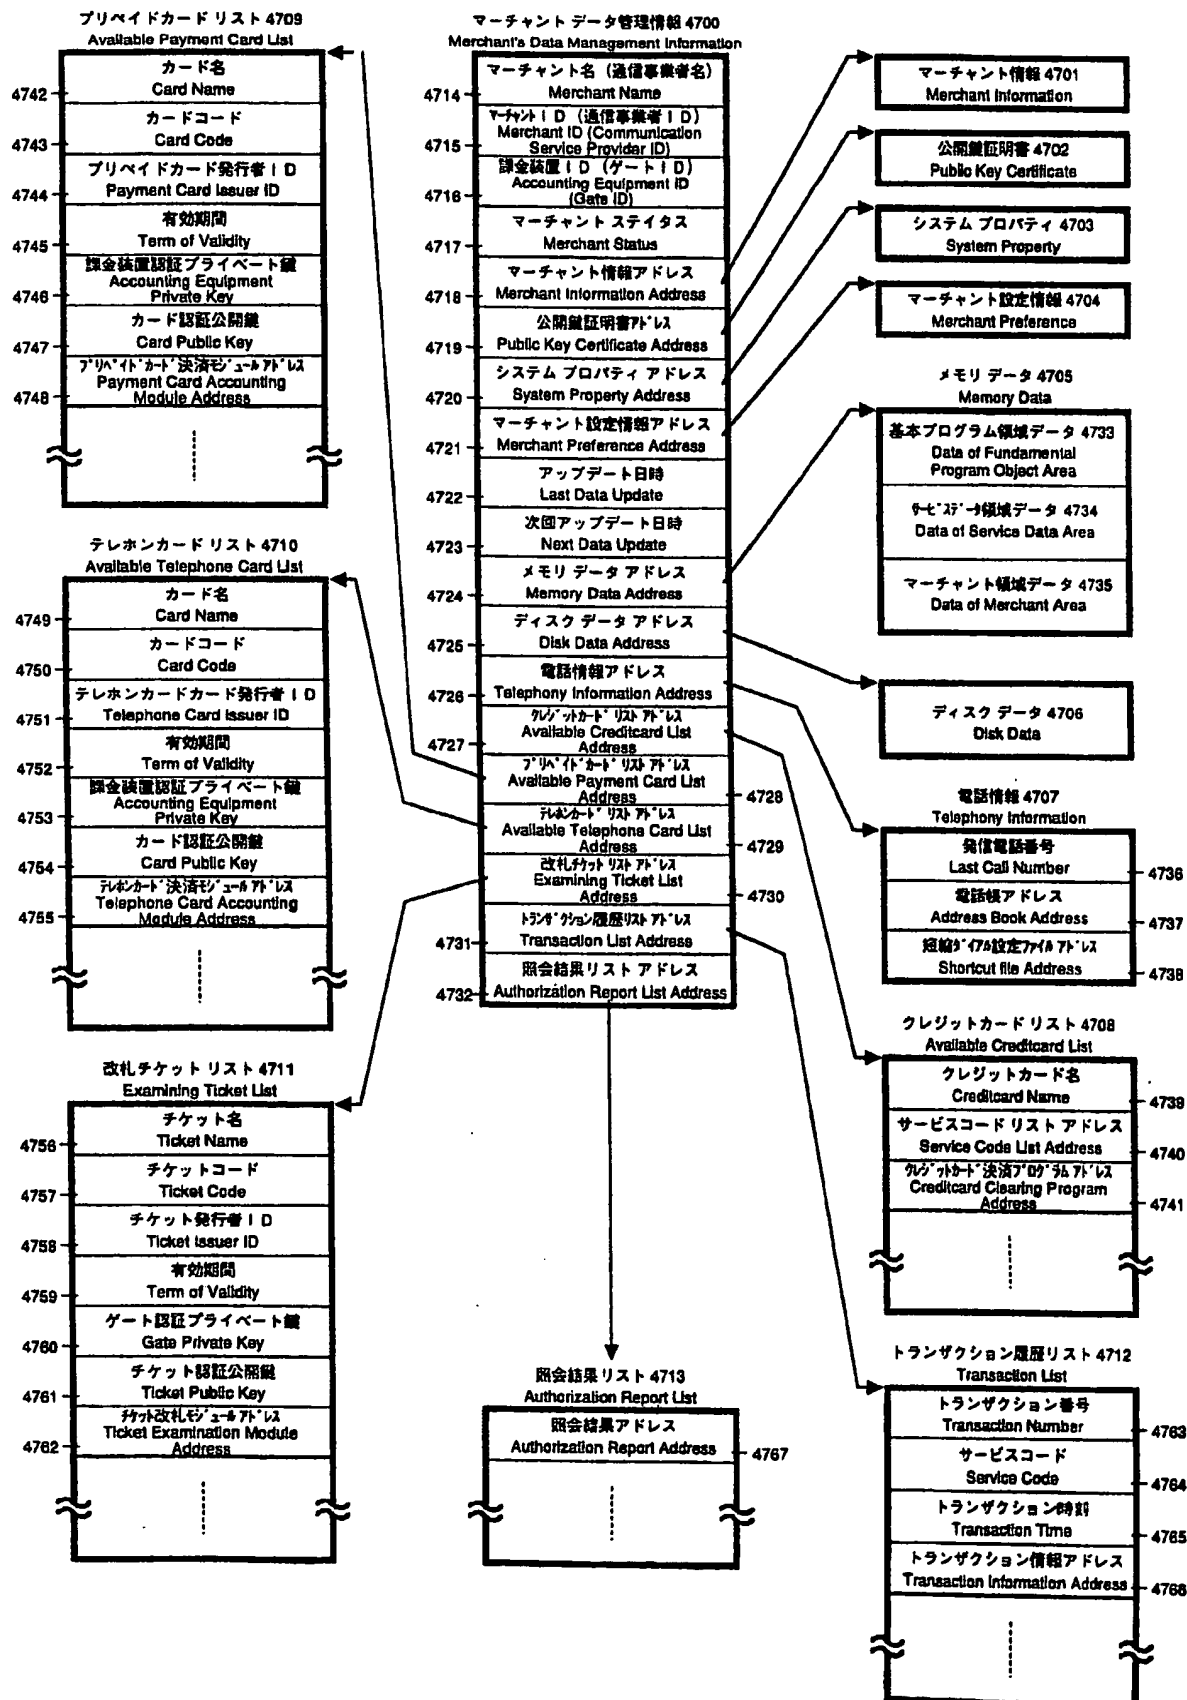 プリペイドカード リスト 4709
Available Payment Card List
カード名
Card Name
4742
カードコード
Card Code
4743
プリペイドカード発行者ID
Payment Card Issuer ID
4744
有効期間
Term of Validity
4745
課金装置認証プライベート鍵
Accounting Equipment
Private Key
4746
カード認証公開鍵
Card Public Key
4747
プリペイドカード決済モジュールアドレス
Payment Card Accounting
Module Address
4748
テレホンカード リスト 4710
Available Telephone Card List
カード名
Card Name
4749
カードコード
Card Code
4750
テレホンカードカード発行者ID
Telephone Card Issuer ID
4751
有効期間
Term of Validity
4752
課金装置認証プライベート鍵
Accounting Equipment
Private Key
4753
カード認証公開鍵
Card Public Key
4754
テレホンカード決済モジュールアドレス
Telephone Card Accounting
Module Address
4755
改札チケット リスト 4711
Examining Ticket List
チケット名
Ticket Name
4756
チケットコード
Ticket Code
4757
チケット発行者ID
Ticket Issuer ID
4758
有効期間
Term of Validity
4759
ゲート認証プライベート鍵
Gate Private Key
4760
チケット認証公開鍵
Ticket Public Key
4761
チケット改札モジュールアドレス
Ticket Examination Module
Address
4762
マーチャント データ管理情報 4700
Merchant's Data Management Information
マーチャント名(通信事業者名)
Merchant Name
4714
マーチャントID(通信事業者ID)
Merchant ID (Communication
Service Provider ID)
4715
課金装置ID(ゲートID)
Accounting Equipment ID
(Gate ID)
4716
マーチャント ステイタス
Merchant Status
4717
マーチャント情報アドレス
Merchant Information Address
4718
公開鍵証明書アドレス
Public Key Certificate Address
4719
システム プロパティ アドレス
System Property Address
4720
マーチャント設定情報アドレス
Merchant Preference Address
4721
アップデート日時
Last Data Update
4722
次回アップデート日時
Next Data Update
4723
メモリ データ アドレス
Memory Data Address
4724
ディスク データ アドレス
Disk Data Address
4725
電話情報アドレス
Telephony Information Address
4726
クレジットカード リスト アドレス
Available Creditcard List
Address
4727
プリペイドカード リスト アドレス
Available Payment Card List
Address
4728
テレホンカード リスト アドレス
Available Telephone Card List
Address
4729
改札チケット リスト アドレス
Examining Ticket List
Address
4730
トランザクション履歴リスト アドレス
Transaction List Address
4731
照会結果リスト アドレス
Authorization Report List Address
4732
照会結果リスト 4713
Authorization Report List
照会結果アドレス
Authorization Report Address
4767
マーチャント情報 4701
Merchant Information
公開鍵証明書 4702
Public Key Certificate
システム プロパティ 4703
System Property
マーチャント設定情報 4704
Merchant Preference
メモリ データ 4705
Memory Data
基本プログラム領域データ 4733
Data of Fundamental
Program Object Area
サービスデータ領域データ 4734
Data of Service Data Area
マーチャント領域データ 4735
Data of Merchant Area
ディスク データ 4706
Disk Data
電話情報 4707
Telephony Information
発信電話番号
Last Call Number
4736
電話帳アドレス
Address Book Address
4737
短縮ダイアル設定ファイル アドレス
Shortcut file Address
4738
クレジットカード リスト 4708
Available Creditcard List
クレジットカード名
Creditcard Name
4739
サービスコード リスト アドレス
Service Code List Address
4740
クレジットカード決済プログラム アドレス
Creditcard Clearing Program
Address
4741
トランザクション履歴リスト 4712
Transaction List
トランザクション番号
Transaction Number
4763
サービスコード
Service Code
4764
トランザクション時刻
Transaction Time
4765
トランザクション情報アドレス
Transaction Information Address
4766